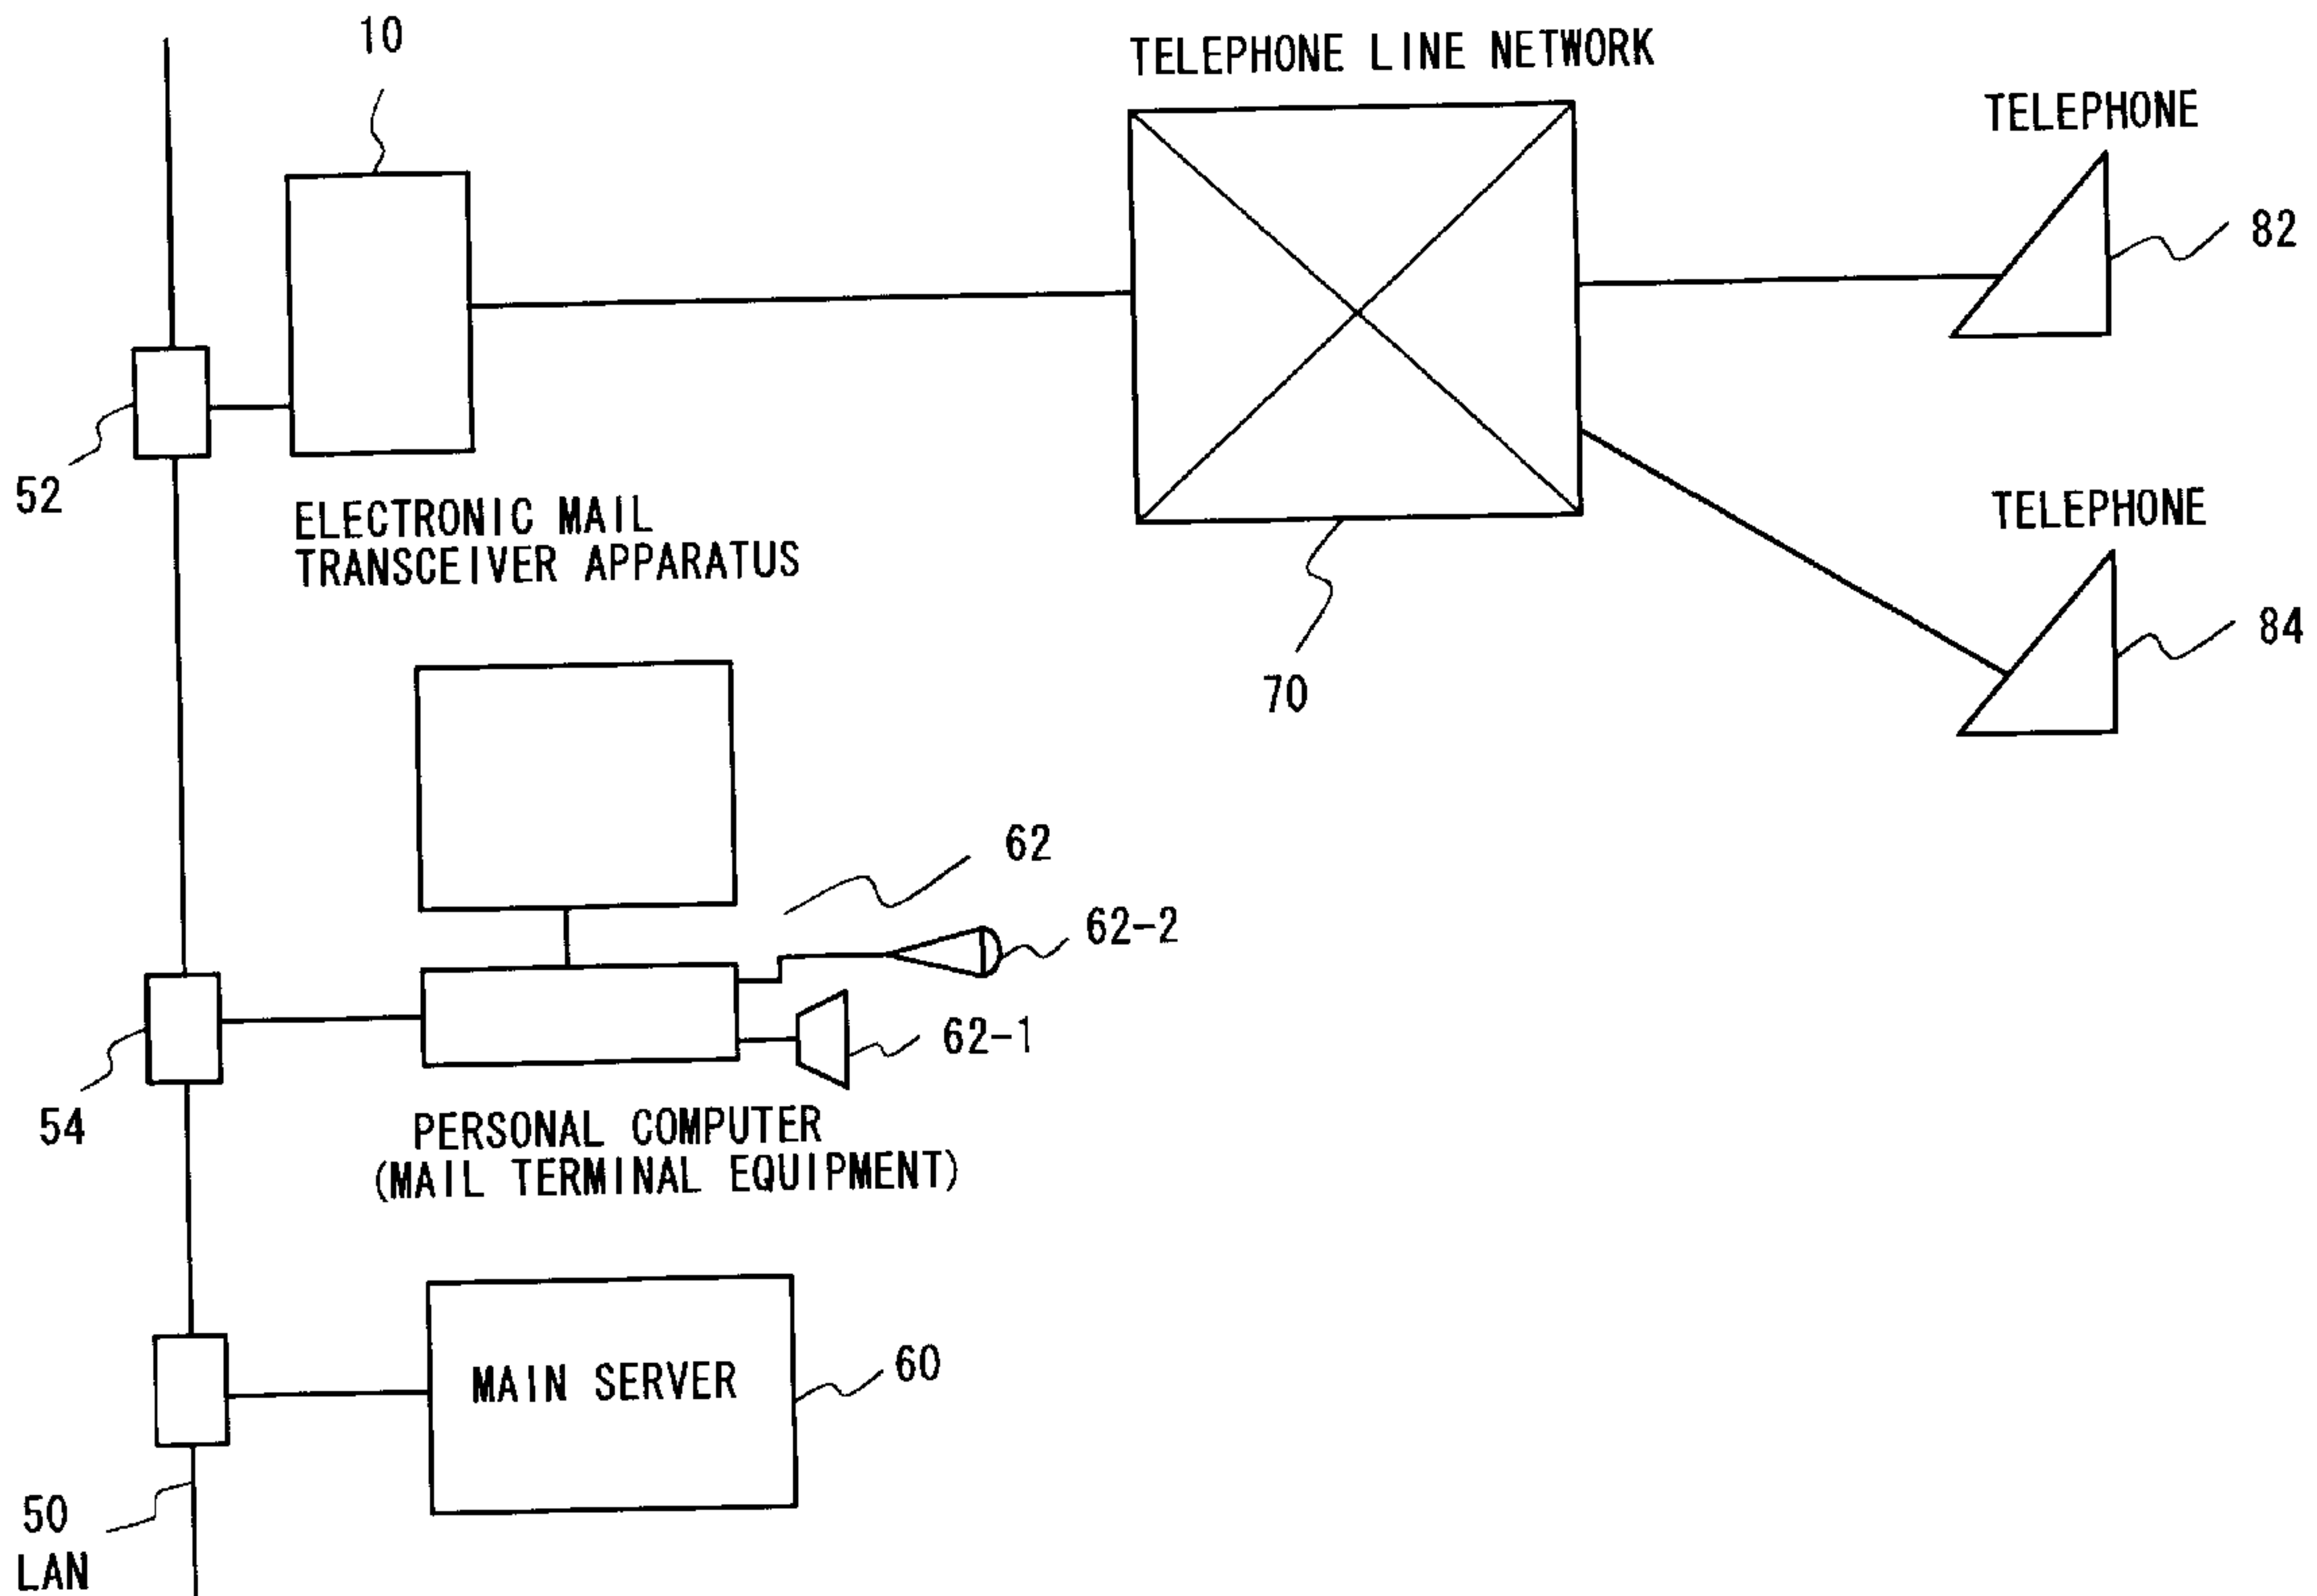 10
TELEPHONE LINE NETWORK
TELEPHONE
82
52
ELECTRONIC MAIL
TRANSCEIVER APPARATUS
TELEPHONE
84
70
62
62-2
62-1
54
PERSONAL COMPUTER
(MAIL TERMINAL EQUIPMENT)
MAIN SERVER
60
50
LAN